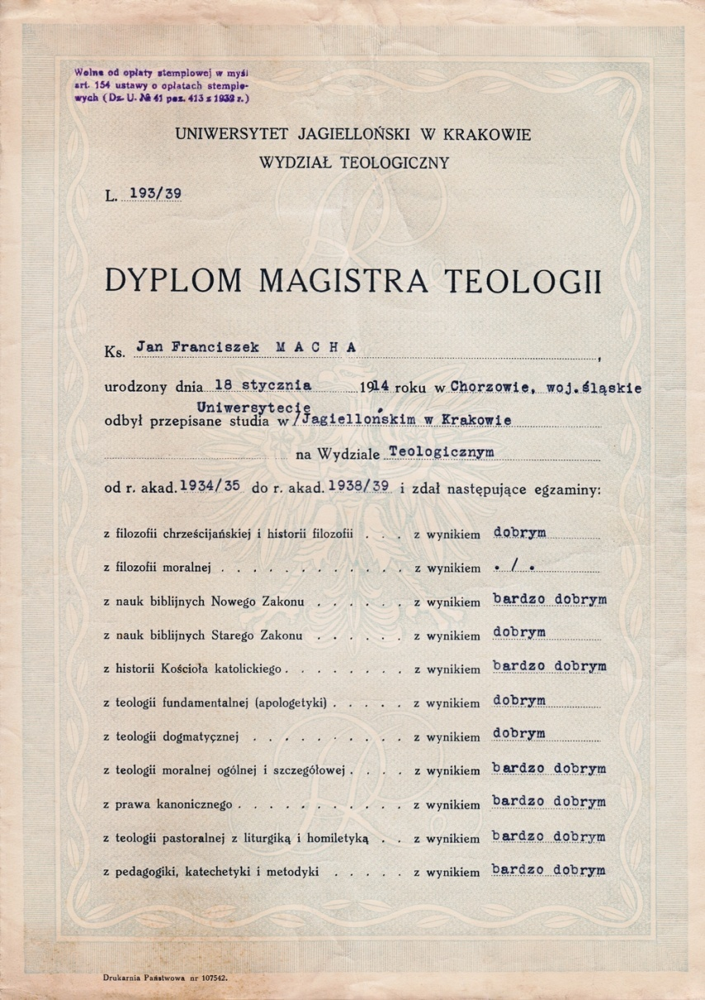 Wolne od opłaty stemplowej w myśl
art. 154 ustawy o opłatach stemplo-
wych (Dz. U. № 41 poz. 413 z 1932 r.)
UNIWERSYTET JAGIELLOŃSKI W KRAKOWIE
WYDZIAŁ TEOLOGICZNY
L. 193/39
DYPLOM MAGISTRA TEOLOGII
Ks. Jan Franciszek M A C H A ,
urodzony dnia 18 stycznia 1914 roku w Chorzowie, woj.śląskie
Uniwersytecie
odbył przepisane studia w /Jagiellońskim w Krakowie
na Wydziale Teologicznym
od r. akad. 1934/35 do r. akad. 1938/39 i zdał następujące egzaminy:
z filozofii chrześcijańskiej i historii filozofii . . . z wynikiem dobrym
z filozofii moralnej . . . . . . . . . . . . z wynikiem . / .
z nauk biblijnych Nowego Zakonu . . . . . . z wynikiem bardzo dobrym
z nauk biblijnych Starego Zakonu . . . . . . z wynikiem dobrym
z historii Kościoła katolickiego . . . . . . . . z wynikiem bardzo dobrym
z teologii fundamentalnej (apologetyki) . . . . . z wynikiem dobrym
z teologii dogmatyçznej . . . . . . . . . . z wynikiem dobrym
z teologii moralnej ogólnej i szczegółowej . . . . z wynikiem bardzo dobrym
z prawa kanonicznego . . . . . . . . . . . z wynikiem bardzo dobrym
z teologii pastoralnej z liturgiką i homiletyką . . z wynikiem bardzo dobrym
z pedagogiki, katechetyki i metodyki . . . . . z wynikiem bardzo dobrym
Drukarnia Państwowa nr 107542.